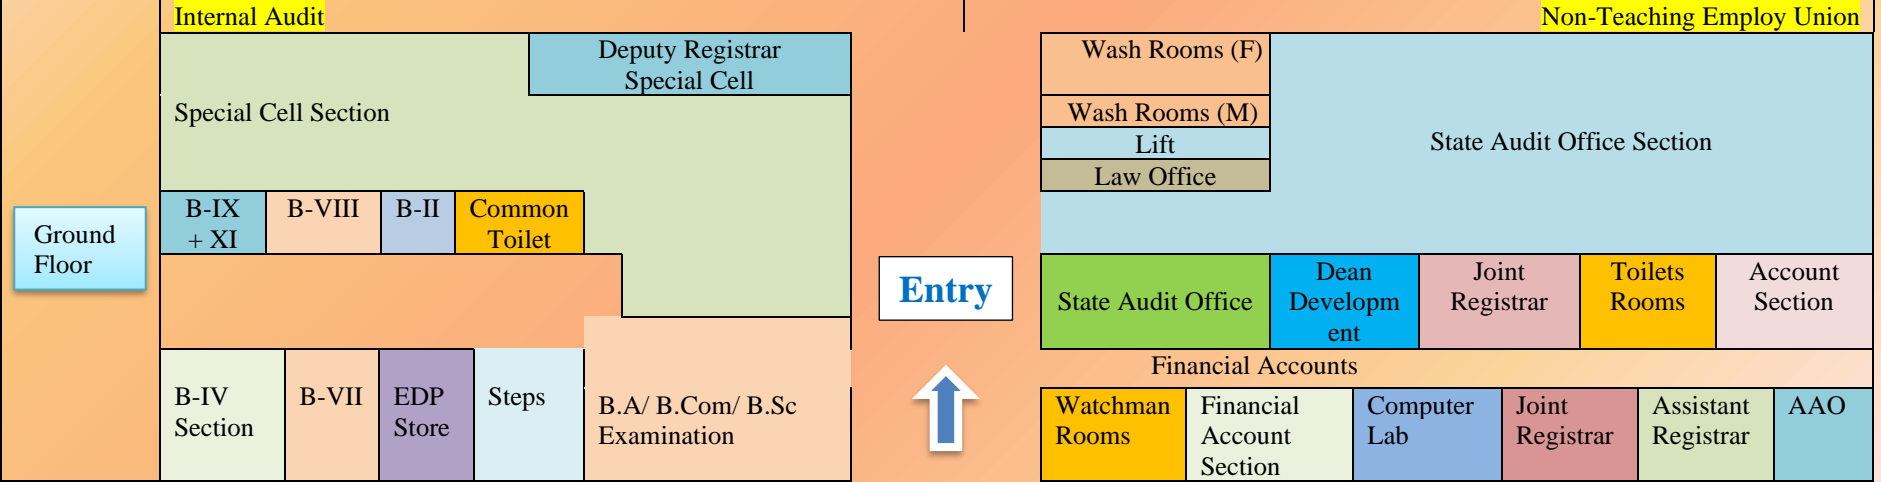 Internal Audit
Non-Teaching Employ Union
Deputy Registrar
Special Cell
Special Cell Section
Wash Rooms (F)
Wash Rooms (M)
Lift
Law Office
State Audit Office Section
B-IX
+ XI
B-VIII
B-II
Common
Toilet
Ground
Floor
Entry
State Audit Office
Dean
Developm
ent
Joint
Registrar
Toilets
Rooms
Account
Section
Financial Accounts
B-IV
Section
B-VII
EDP
Store
Steps
B.A/ B.Com/ B.Sc
Examination
Watchman
Rooms
Financial
Account
Section
Computer
Lab
Joint
Registrar
Assistant
Registrar
AAO